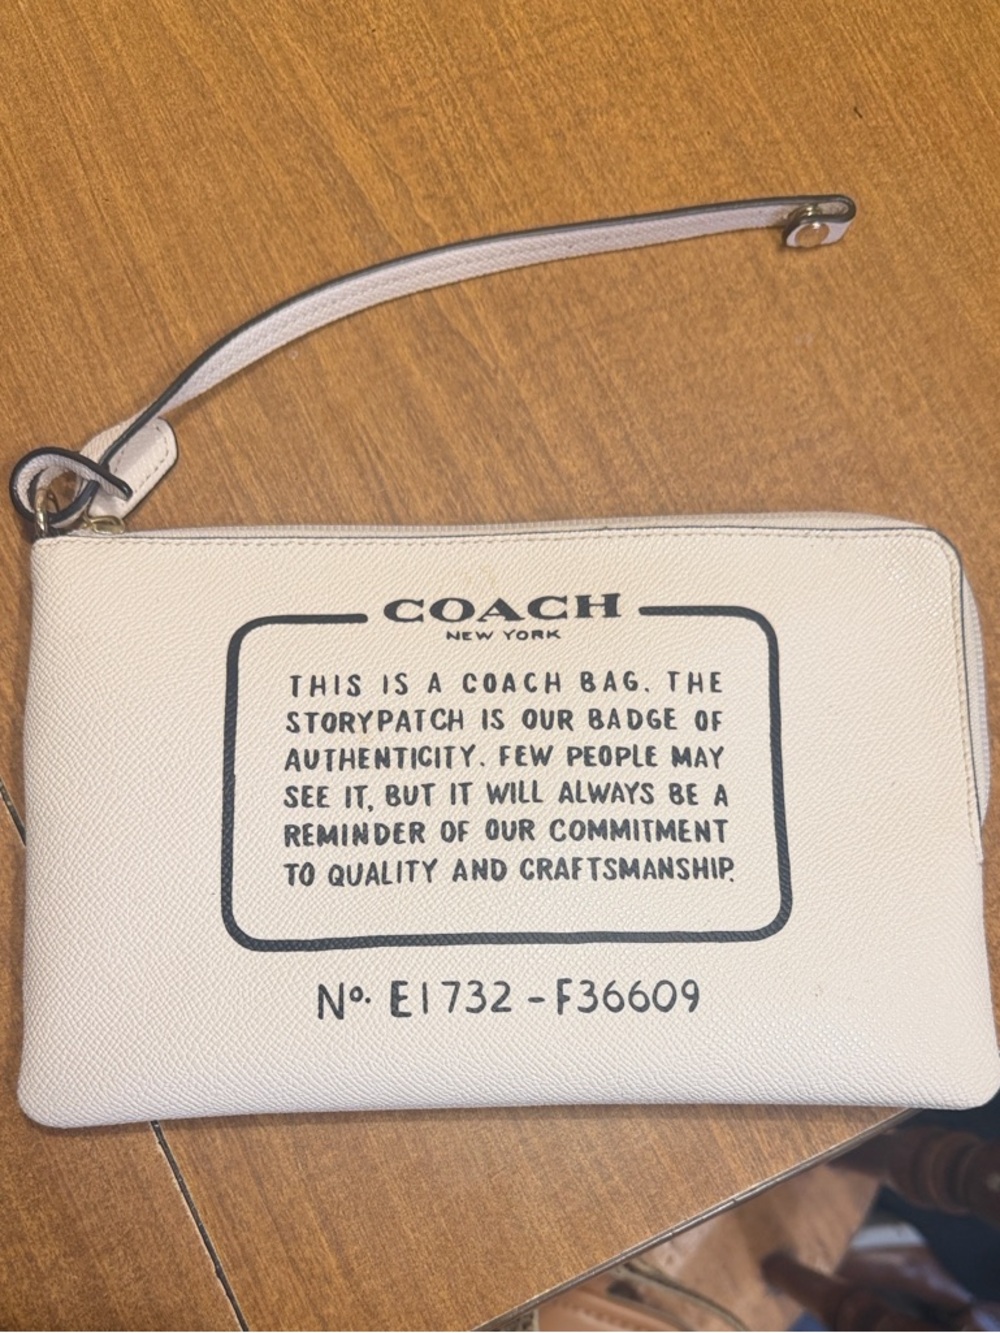 COACH
NEW YORK
THIS IS A COACH BAG. THE
STORYPATCH IS OUR BADGE OF
AUTHENTICITY. FEW PEOPLE MAY
SEE IT, BUT IT WILL ALWAYS BE A
REMINDER OF OUR COMMITMENT
TO QUALITY AND CRAFTSMANSHIP.
Nº. E1732 - F36609